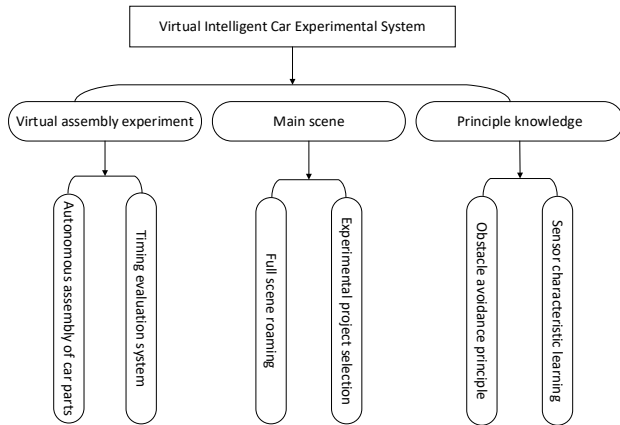 Virtual Intelligent Car Experimental System
Virtual assembly experiment
Main scene
Principle knowledge
Autonomous assembly of car parts
Timing evaluation system
Full scene roaming
Experimental project selection
Obstacle avoidance principle
Sensor characteristic learning